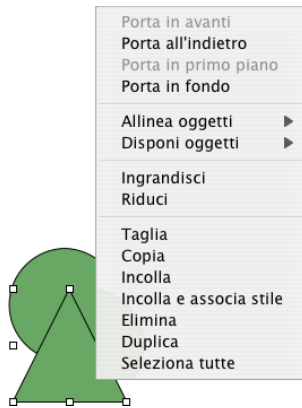 Porta in avanti
Porta all'indietro
Porta in primo piano
Porta in fondo
Allinea oggetti
Disponi oggetti
Ingrandisci
Riduci
Taglia
Copia
Incolla
Incolla e associa stile
Elimina
Duplica
Seleziona tutte